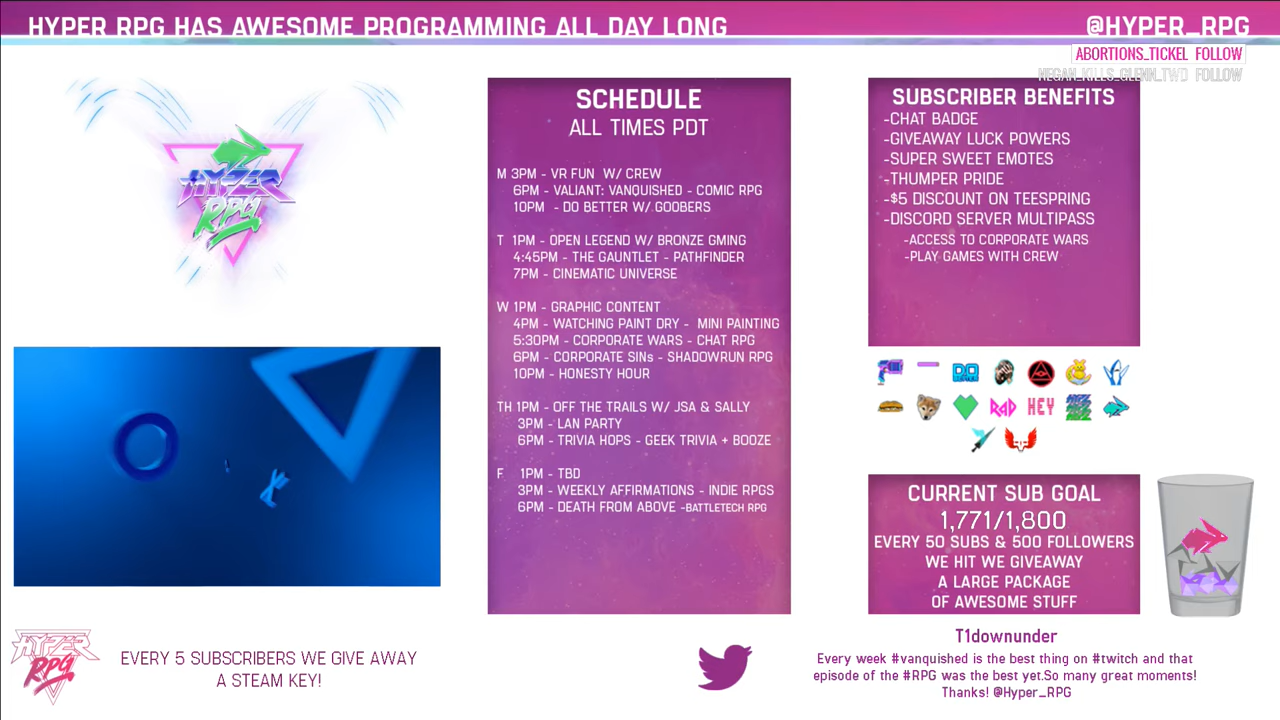 HYPER RPG HAS AWESOME PROGRAMMING ALL DAY LONG
@HYPER_RPG
ABORTIONS_TICKEL FOLLOW
NEGAN_KILLS_GLENN_TWD FOLLOW
HYPER
RPG
SCHEDULE
ALL TIMES PDT
M 3PM - VR FUN W/ CREW
6PM - VALIANT: VANQUISHED - COMIC RPG
10PM - DO BETTER W/ GOOBERS
T 1PM - OPEN LEGEND W/ BRONZE GMING
4:45PM - THE GAUNTLET - PATHFINDER
7PM - CINEMATIC UNIVERSE
W 1PM - GRAPHIC CONTENT
4PM - WATCHING PAINT DRY - MINI PAINTING
5:30PM - CORPORATE WARS - CHAT RPG
6PM - CORPORATE SINs - SHADOWRUN RPG
10PM - HONESTY HOUR
TH 1PM - OFF THE TRAILS W/ JSA & SALLY
3PM - LAN PARTY
6PM - TRIVIA HOPS - GEEK TRIVIA + BOOZE
F 1PM - TBD
3PM - WEEKLY AFFIRMATIONS - INDIE RPGS
6PM - DEATH FROM ABOVE -BATTLETECH RPG
SUBSCRIBER BENEFITS
-CHAT BADGE
-GIVEAWAY LUCK POWERS
-SUPER SWEET EMOTES
-THUMPER PRIDE
-$5 DISCOUNT ON TEESPRING
-DISCORD SERVER MULTIPASS
-ACCESS TO CORPORATE WARS
-PLAY GAMES WITH CREW
RAD
HEY
CURRENT SUB GOAL
1,771/1,800
EVERY 50 SUBS & 500 FOLLOWERS
WE HIT WE GIVEAWAY
A LARGE PACKAGE
OF AWESOME STUFF
HYPER
RPG
EVERY 5 SUBSCRIBERS WE GIVE AWAY
A STEAM KEY!
T1downunder
Every week #vanquished is the best thing on #twitch and that
episode of the #RPG was the best yet.So many great moments!
Thanks! @Hyper_RPG